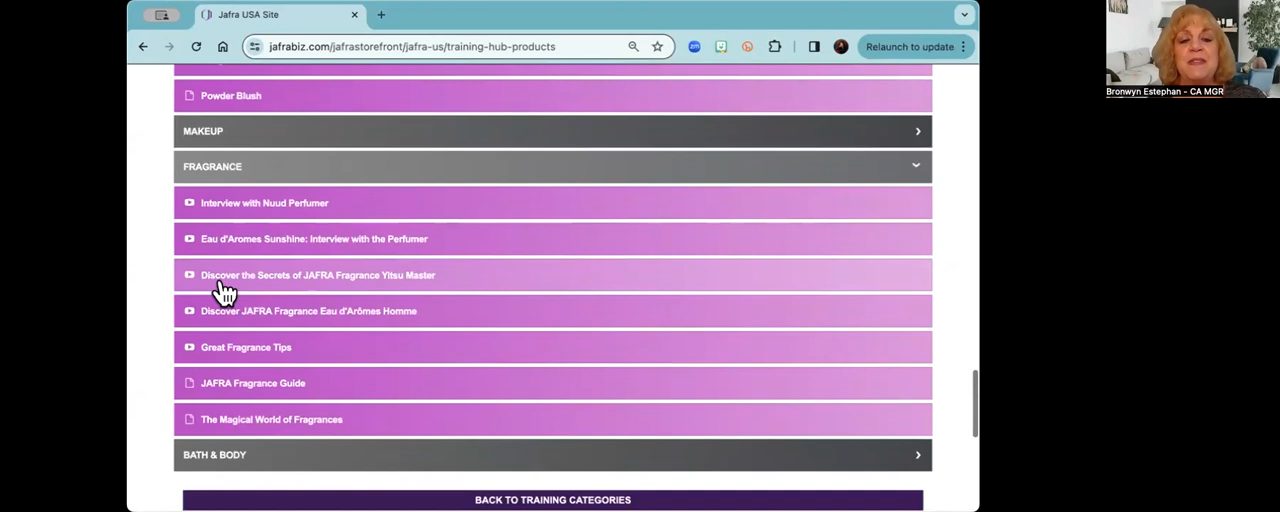 Jafra USA Site
jafrabiz.com/jafrastorefront/jafra-us/training-hub-products
Relaunch to update
Powder Blush
MAKEUP
FRAGRANCE
Interview with Nuud Perfumer
Eau d'Aromes Sunshine: Interview with the Perfumer
Discover the Secrets of JAFRA Fragrance Yltsu Master
Discover JAFRA Fragrance Eau d'Arômes Homme
Great Fragrance Tips
JAFRA Fragrance Guide
The Magical World of Fragrances
BATH & BODY
BACK TO TRAINING CATEGORIES
Bronwyn Estephan - CA MGR